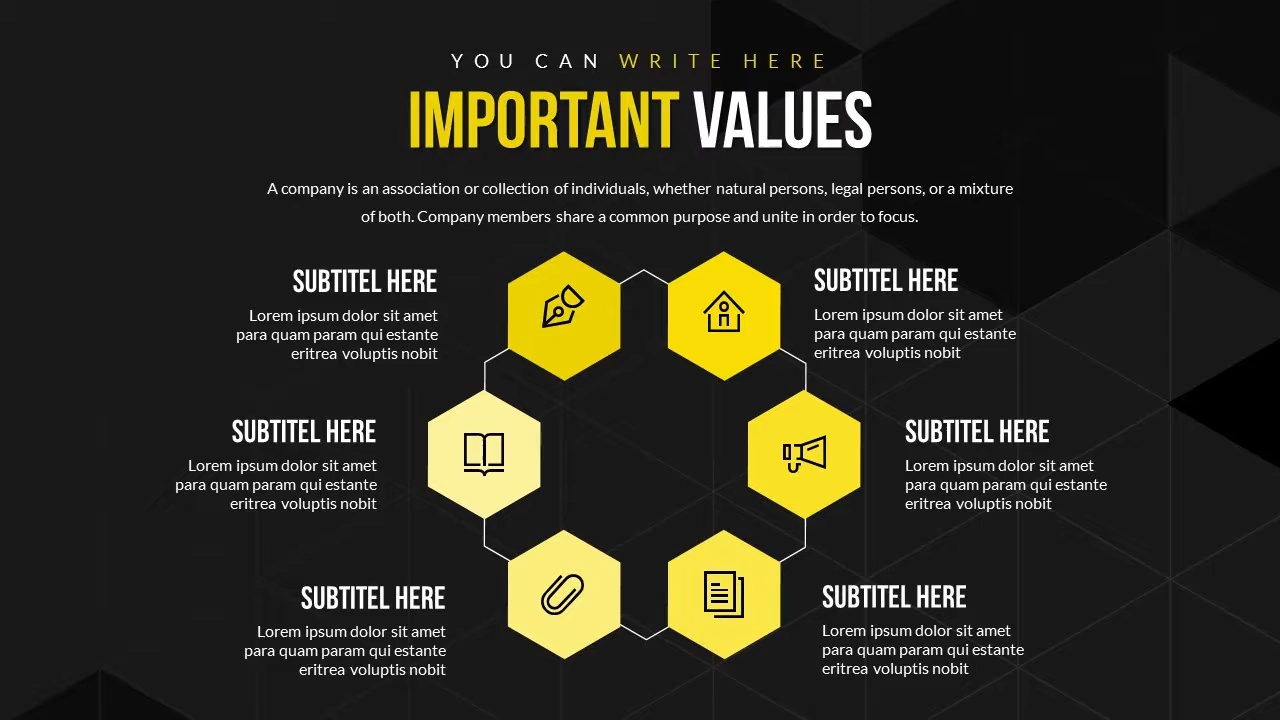 YOU CAN WRITE HERE
IMPORTANT VALUES
A company is an association or collection of individuals, whether natural persons, legal persons, or a mixture
of both. Company members share a common purpose and unite in order to focus.
SUBTITEL HERE
Lorem ipsum dolor sit amet
para quam param qui estante
eritrea voluptis nobit
SUBTITEL HERE
Lorem ipsum dolor sit amet
para quam param qui estante
eritrea voluptis nobit
SUBTITEL HERE
Lorem ipsum dolor sit amet
para quam param qui estante
eritrea voluptis nobit
SUBTITEL HERE
Lorem ipsum dolor sit amet
para quam param qui estante
eritrea voluptis nobit
SUBTITEL HERE
Lorem ipsum dolor sit amet
para quam param qui estante
eritrea voluptis nobit
SUBTITEL HERE
Lorem ipsum dolor sit amet
para quam param qui estante
eritrea voluptis nobit